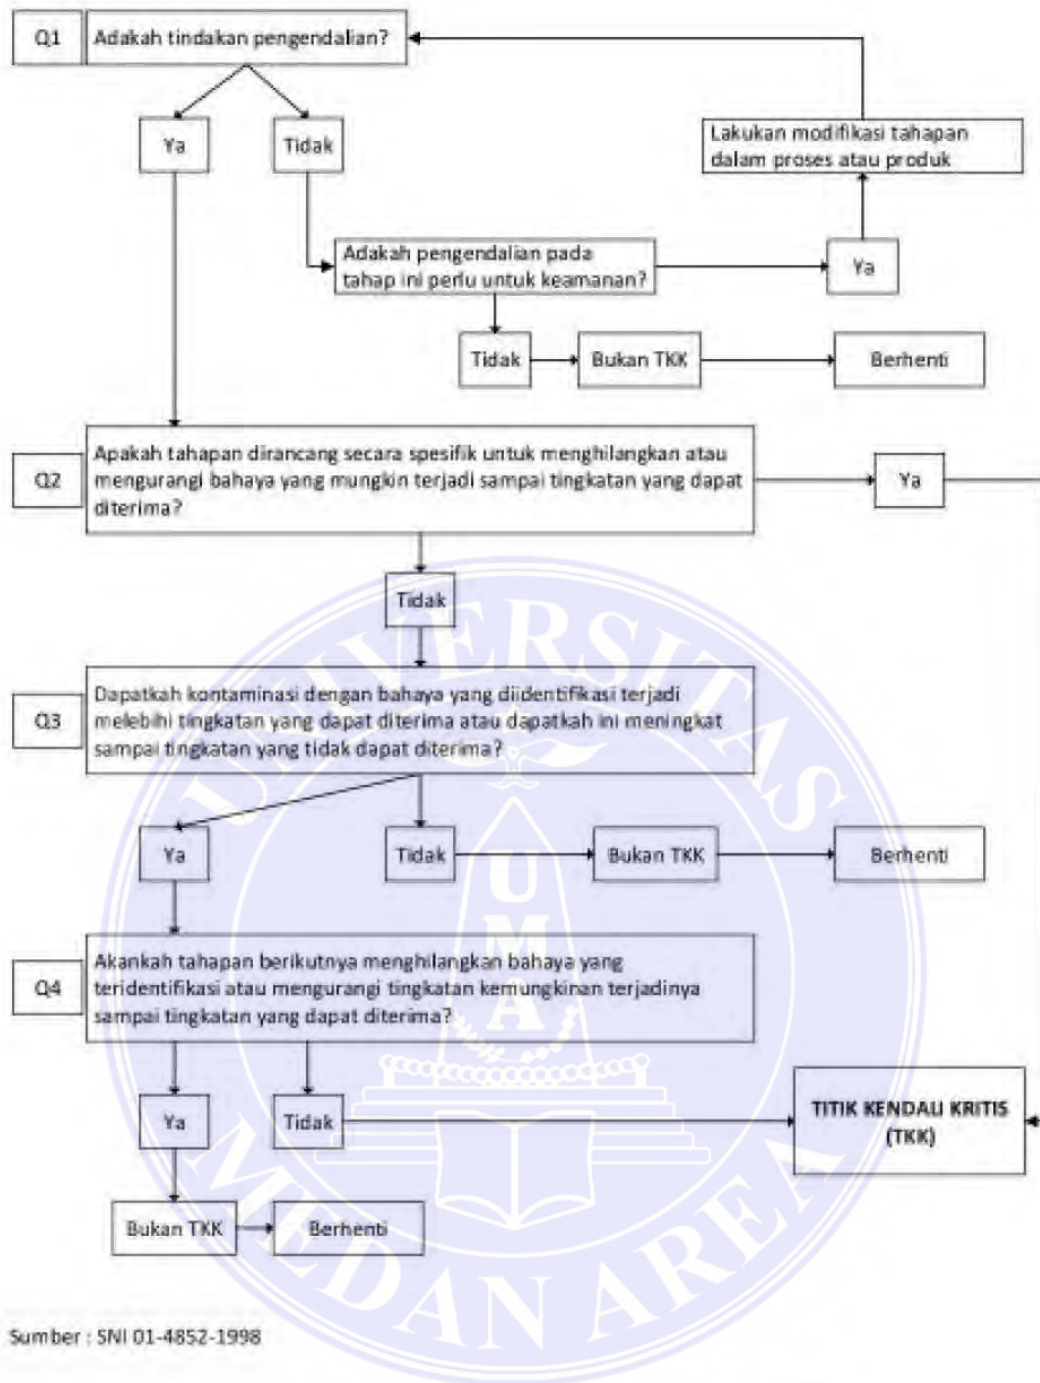 Q1
Adakah tindakan pengendalian?
Ya
Tidak
Lakukan modifikasi tahapan
dalam proses atau produk
Adakah pengendalian pada
tahap ini perlu untuk keamanan?
Ya
Tidak
Bukan TKK
Berhenti
Q2
Apakah tahapan dirancang secara spesifik untuk menghilangkan atau
mengurangi bahaya yang mungkin terjadi sampai tingkatan yang dapat
diterima?
Ya
Tidak
Q3
Dapatkah kontaminasi dengan bahaya yang diidentifikasi terjadi
melebihi tingkatan yang dapat diterima atau dapatkah ini meningkat
sampai tingkatan yang tidak dapat diterima?
Ya
Tidak
Bukan TKK
Berhenti
Q4
Akankah tahapan berikutnya menghilangkan bahaya yang
teridentifikasi atau mengurangi tingkatan kemungkinan terjadinya
sampai tingkatan yang dapat diterima?
Ya
Tidak
TITIK KENDALI KRITIS
(TKK)
Bukan TKK
Berhenti
Sumber : SNI 01-4852-1998
UNIVERSITAS
UMA
MEDAN AREA